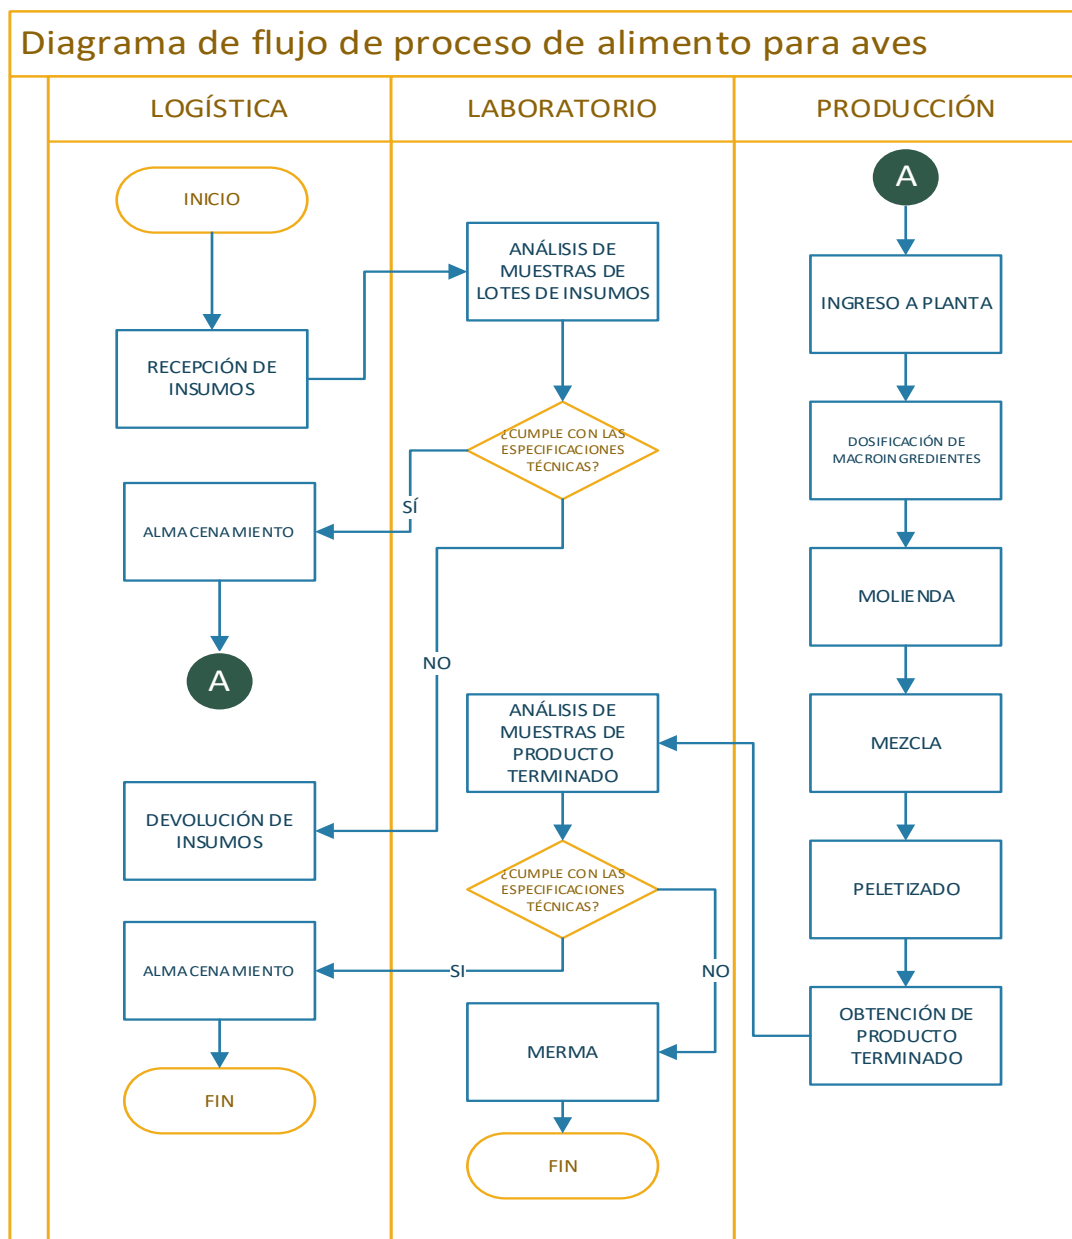 Diagrama de flujo de proceso de alimento para aves
LOGÍSTICA
LABORATORIO
PRODUCCIÓN
INICIO
RECEPCIÓN DE
INSUMOS
ALMACENAMIENTO
A
DEVOLUCIÓN DE
INSUMOS
ALMACENAMIENTO
FIN
ANÁLISIS DE
MUESTRAS DE
LOTES DE INSUMOS
¿CUMPLE CON LAS
ESPECIFICACIONES
TÉCNICAS?
SÍ
NO
ANÁLISIS DE
MUESTRAS DE
PRODUCTO
TERMINADO
¿CUMPLE CON LAS
ESPECIFICACIONES
TÉCNICAS?
SI
NO
MERMA
FIN
A
INGRESO A PLANTA
DOSIFICACIÓN DE
MACROINGREDIENTES
MOLIENDA
MEZCLA
PELETIZADO
OBTENCIÓN DE
PRODUCTO
TERMINADO